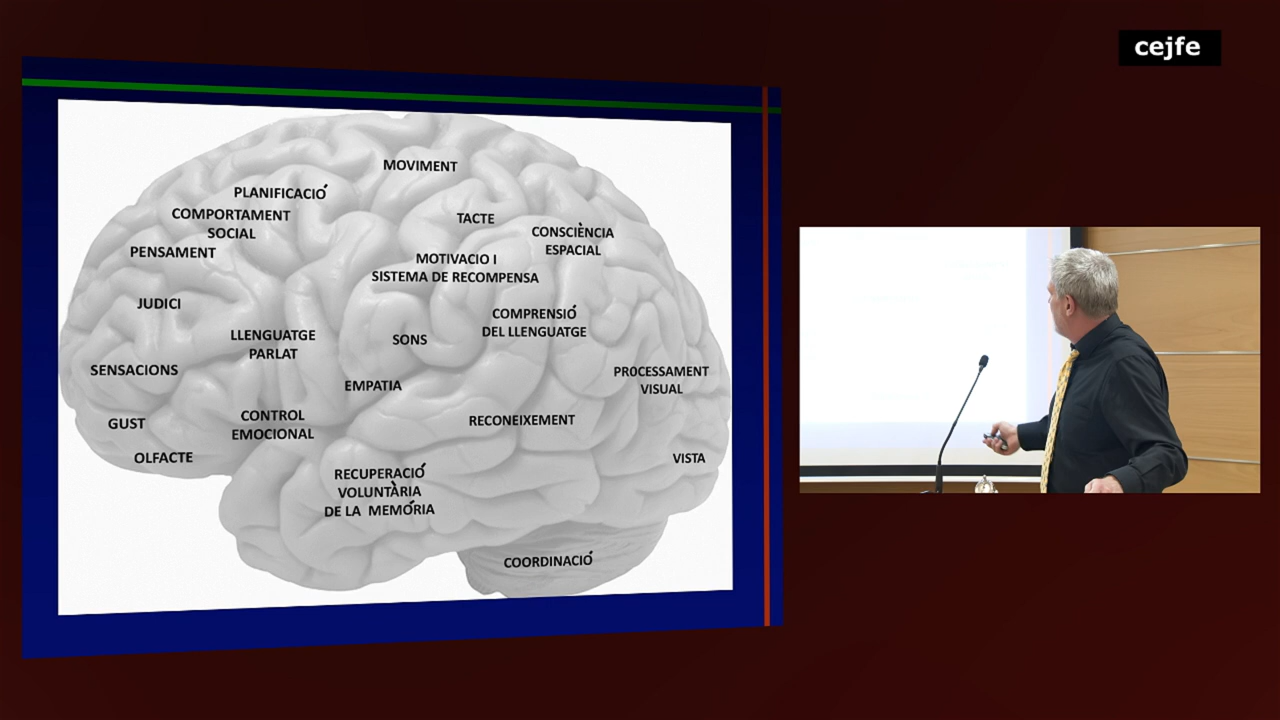 cejfe
MOVIMENT
PLANIFICACIÓ
COMPORTAMENT
SOCIAL
PENSAMENT
TACTE
CONSCIÈNCIA
ESPACIAL
MOTIVACIO I
SISTEMA DE RECOMPENSA
JUDICI
COMPRENSIÓ
DEL LLENGUATGE
LLENGUATGE
PARLAT
SONS
SENSACIONS
EMPATIA
PROCESSAMENT
VISUAL
GUST
CONTROL
EMOCIONAL
RECONEIXEMENT
OLFACTE
VISTA
RECUPERACIÓ
VOLUNTÀRIA
DE LA MEMÓRIA
COORDINACIÓ